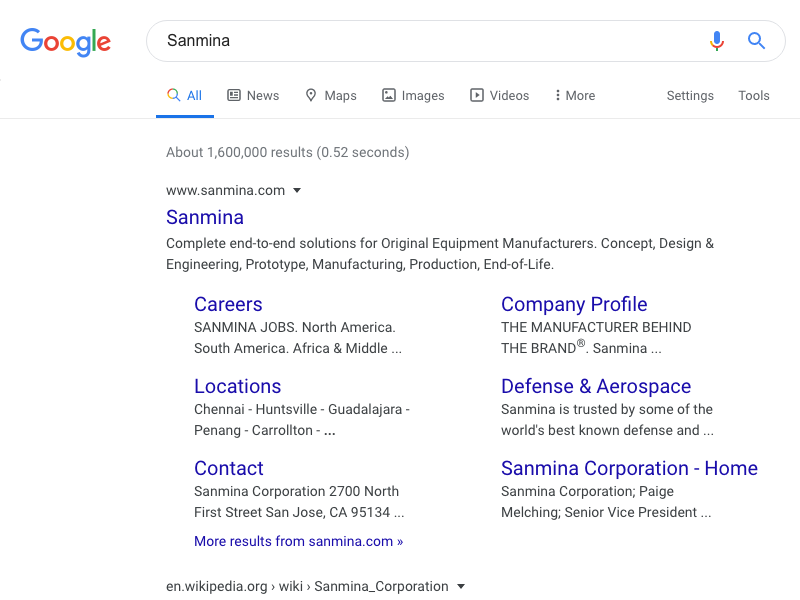 Google
Sanmina
All
News
Maps
Images
Videos
More
Settings
Tools
About 1,600,000 results (0.52 seconds)
www.sanmina.com
Sanmina
Complete end-to-end solutions for Original Equipment Manufacturers. Concept, Design &
Engineering, Prototype, Manufacturing, Production, End-of-Life.
Careers
SANMINA JOBS. North America.
South America. Africa & Middle ...
Company Profile
THE MANUFACTURER BEHIND
THE BRAND®. Sanmina ...
Locations
Chennai - Huntsville - Guadalajara -
Penang - Carrollton - ...
Defense & Aerospace
Sanmina is trusted by some of the
world's best known defense and ...
Contact
Sanmina Corporation 2700 North
First Street San Jose, CA 95134 ...
Sanmina Corporation - Home
Sanmina Corporation; Paige
Melching; Senior Vice President ...
More results from sanmina.com »
en.wikipedia.org › wiki › Sanmina_Corporation